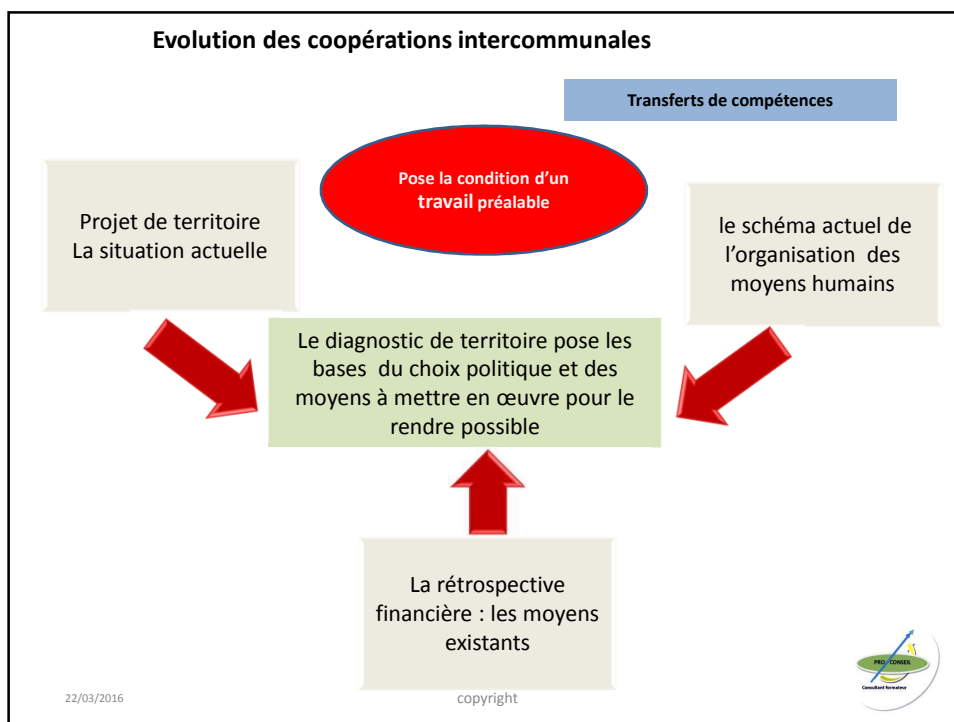 Evolution des coopérations intercommunales
Transferts de compétences
Pose la condition d'un
travail préalable
Projet de territoire
La situation actuelle
le schéma actuel de
l'organisation des
moyens humains
Le diagnostic de territoire pose les
bases du choix politique et des
moyens à mettre en œuvre pour le
rendre possible
La rétrospective
financière : les moyens
existants
22/03/2016
copyright
PRO CONSEIL
Consultant formateur